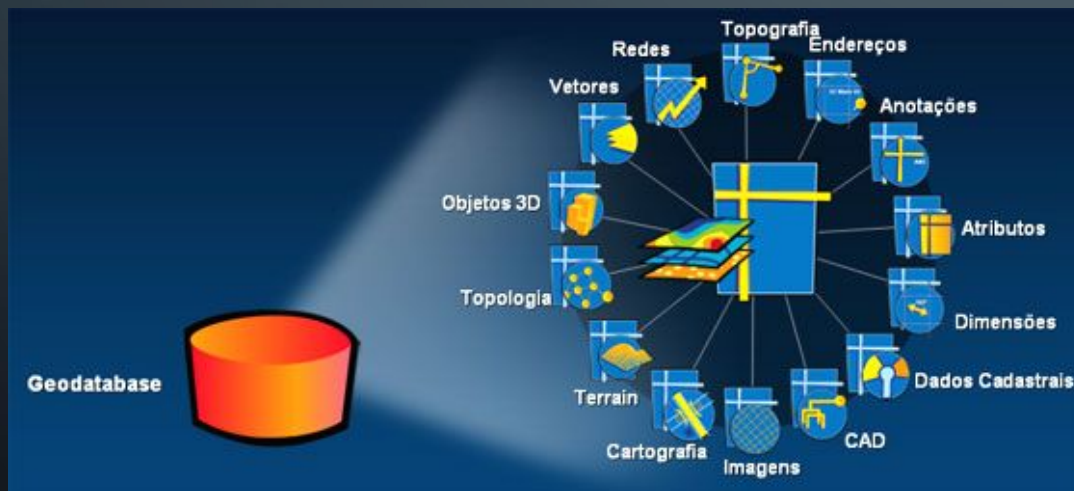 Topografia
Redes
Endereços
Vetores
Anotações
Objetos 3D
Atributos
Topologia
Dimensões
Geodatabase
Terrain
Dados Cadastrais
Cartografia
CAD
Imagens